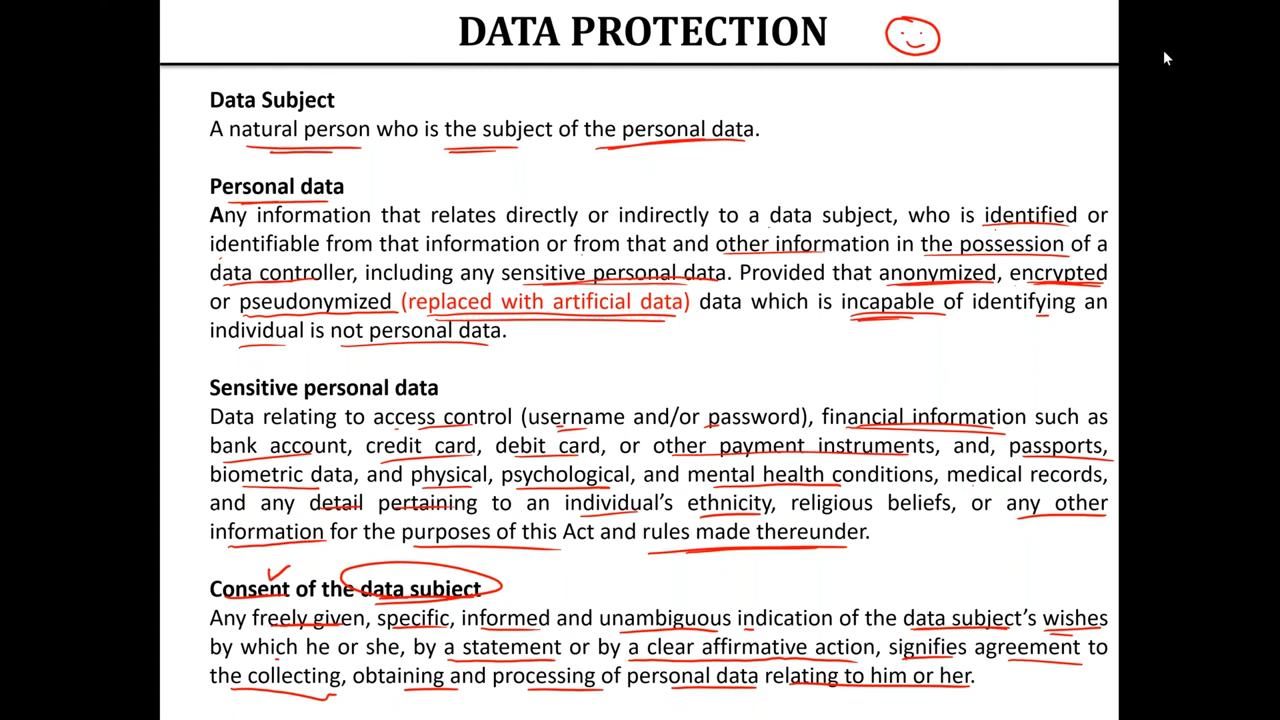 DATA PROTECTION
Data Subject
A natural person who is the subject of the personal data.
Personal data
Any information that relates directly or indirectly to a data subject, who is identified or
identifiable from that information or from that and other information in the possession of a
data controller, including any sensitive personal data. Provided that anonymized, encrypted
or pseudonymized (replaced with artificial data) data which is incapable of identifying an
individual is not personal data.
Sensitive personal data
Data relating to access control (username and/or password), financial information such as
bank account, credit card, debit card, or other payment instruments, and, passports,
biometric data, and physical, psychological, and mental health conditions, medical records,
and any detail pertaining to an individual’s ethnicity, religious beliefs, or any other
information for the purposes of this Act and rules made thereunder.
Consent of the data subject
Any freely given, specific, informed and unambiguous indication of the data subject’s wishes
by which he or she, by a statement or by a clear affirmative action, signifies agreement to
the collecting, obtaining and processing of personal data relating to him or her.